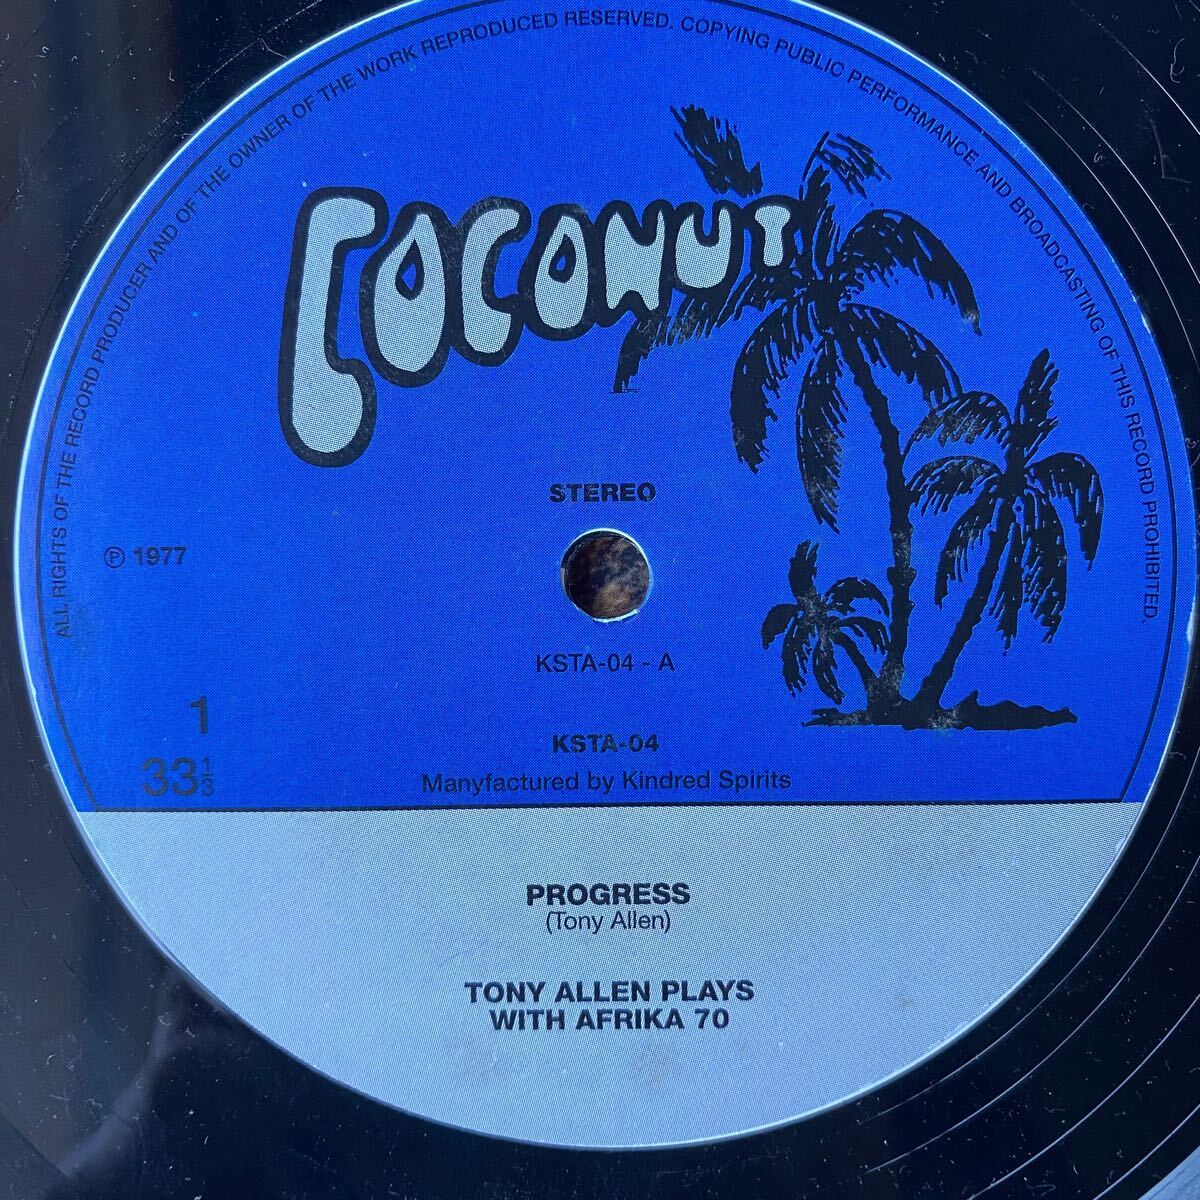 ALL RIGHTS OF THE RECORD PRODUCER AND OF THE OWNER OF THE WORK REPRODUCED RESERVED. COPYING PUBLIC PERFORMANCE AND BROADCASTING OF THIS RECORD PROHIBITED.
COCONUT
STEREO
℗ 1977
KSTA-04 - A
1
KSTA-04
33 1/3
Manyfactured by Kindred Spirits
PROGRESS
(Tony Allen)
TONY ALLEN PLAYS
WITH AFRIKA 70